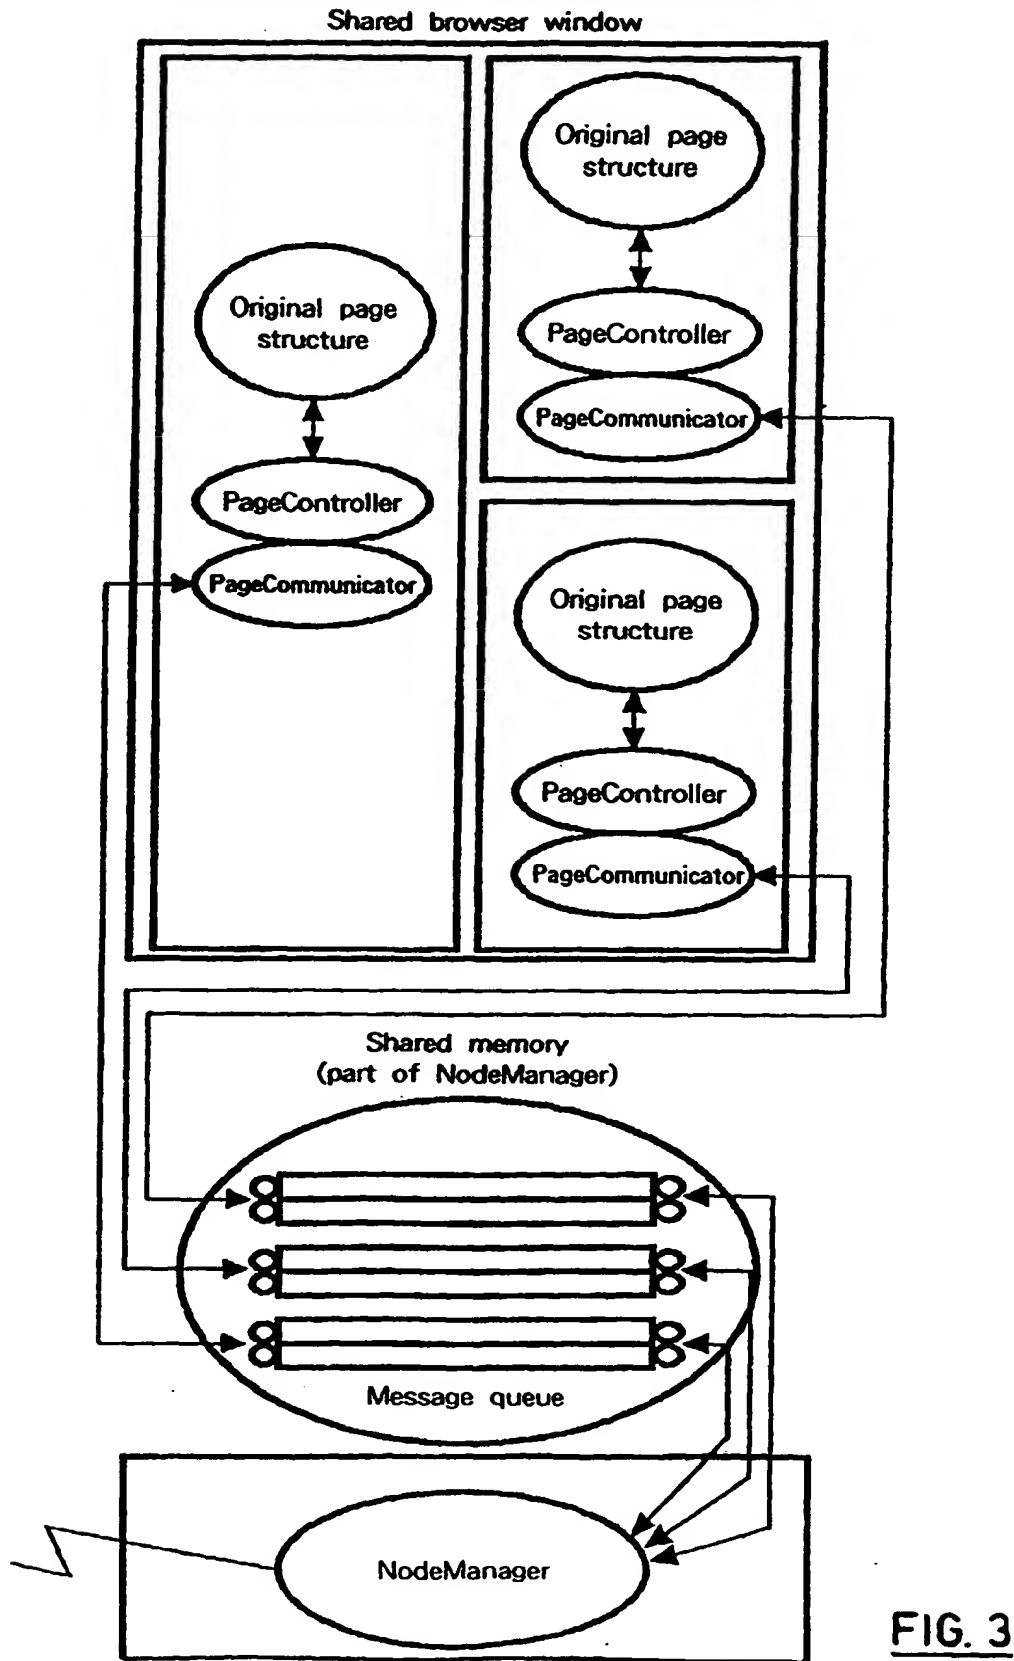 Shared browser window
Original page
structure
PageController
PageCommunicator
Original page
structure
PageController
PageCommunicator
Original page
structure
PageController
PageCommunicator
Shared memory
(part of NodeManager)
Message queue
NodeManager
FIG. 3